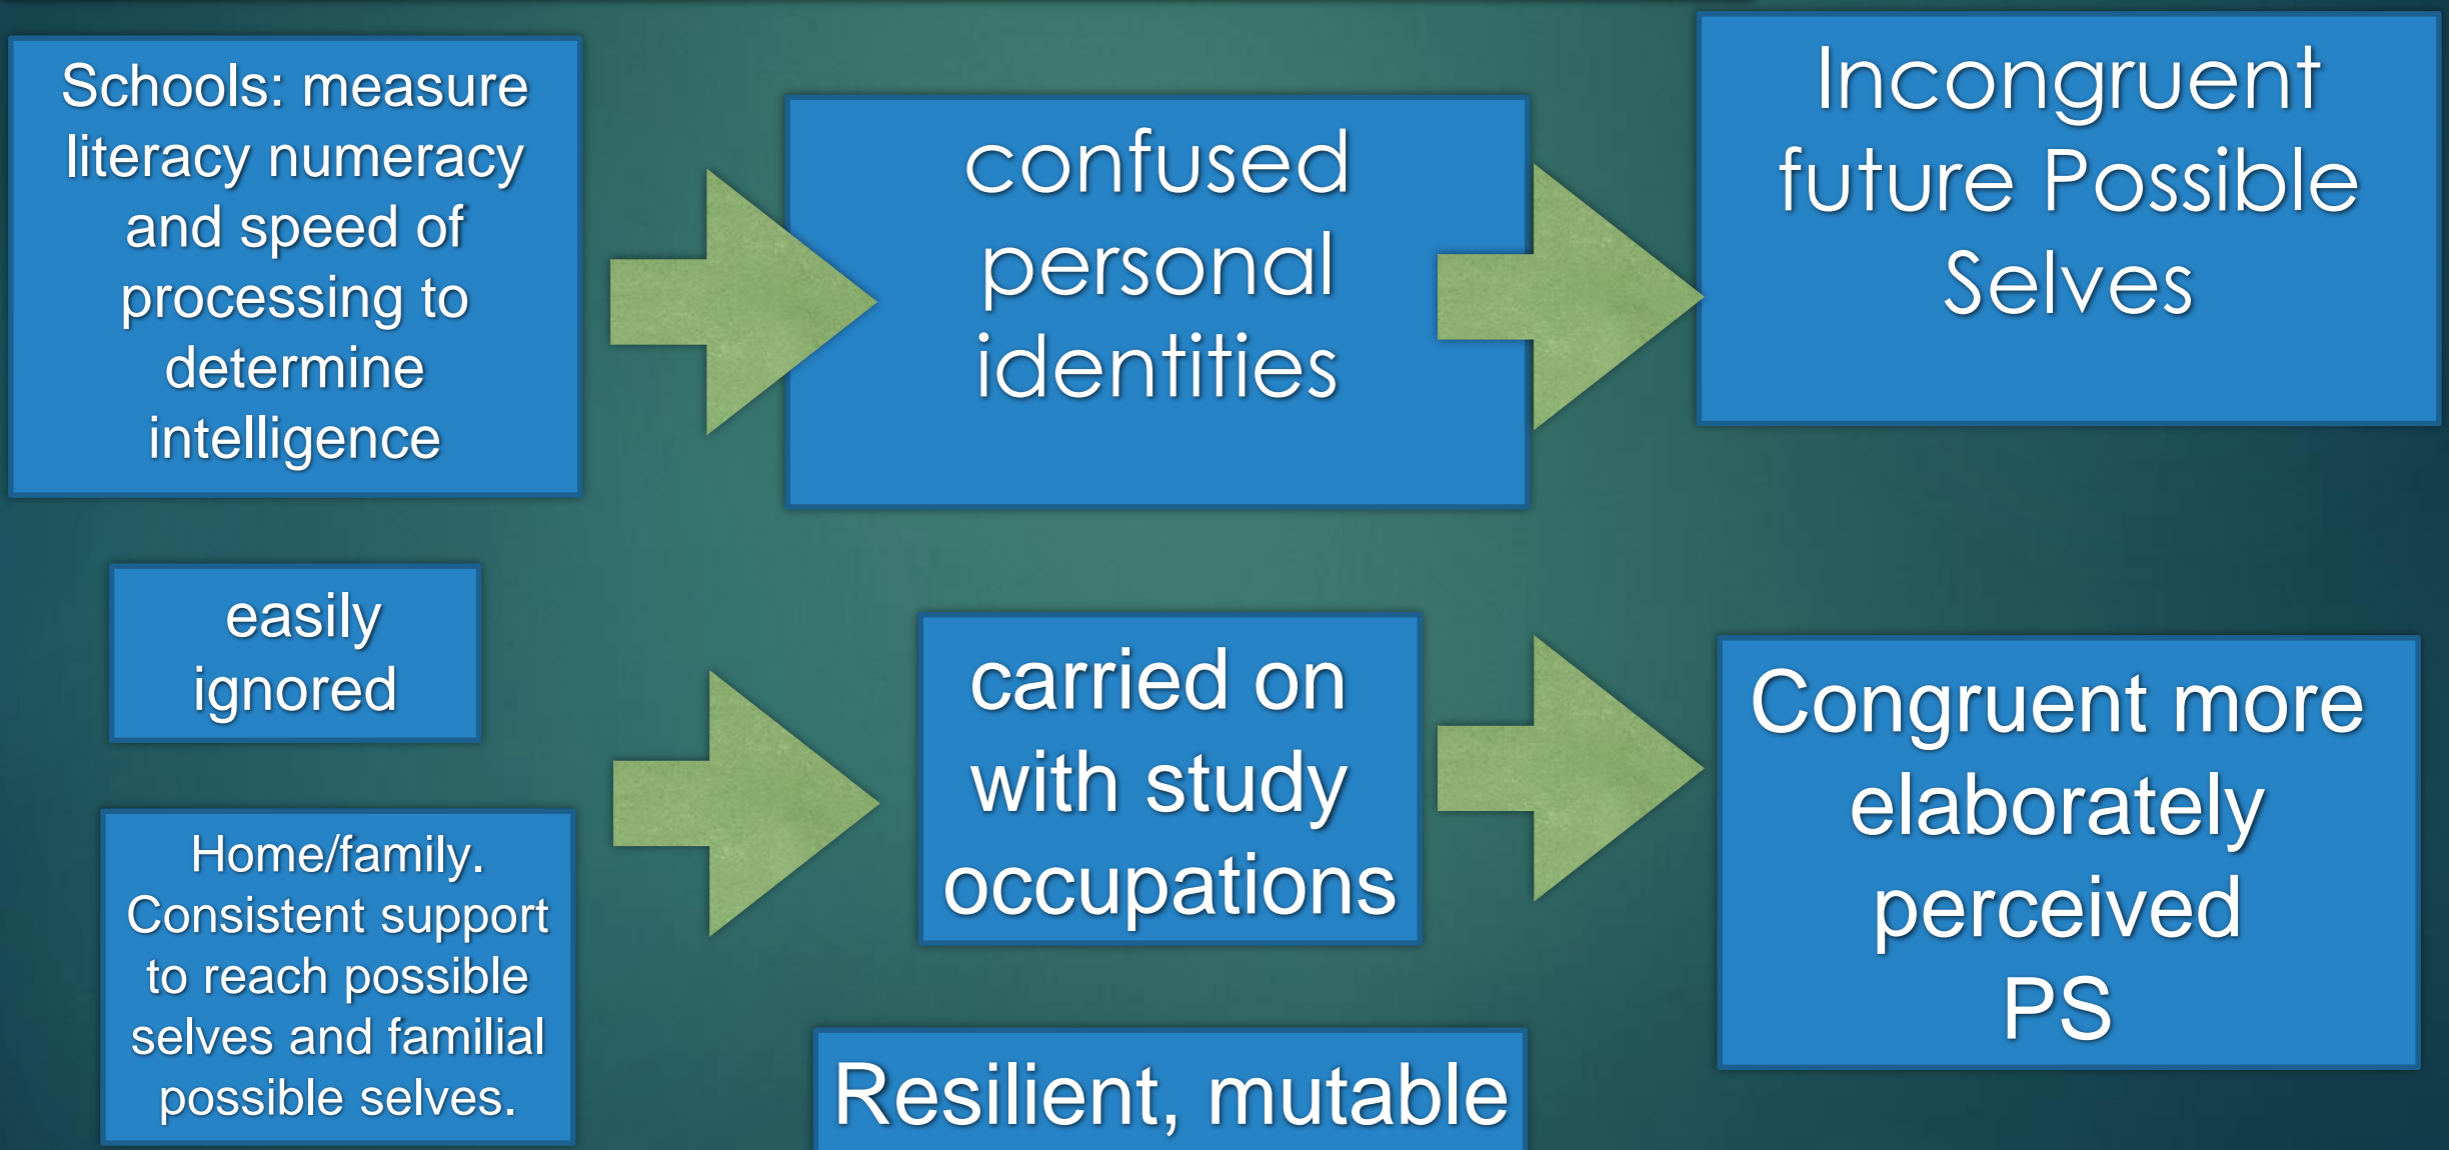 Schools: measure
literacy numeracy
and speed of
processing to
determine
intelligence
confused
personal
identities
Incongruent
future Possible
Selves
easily
ignored
Home/family.
Consistent support
to reach possible
selves and familial
possible selves.
carried on
with study
occupations
Resilient, mutable
Congruent more
elaborately
perceived
PS